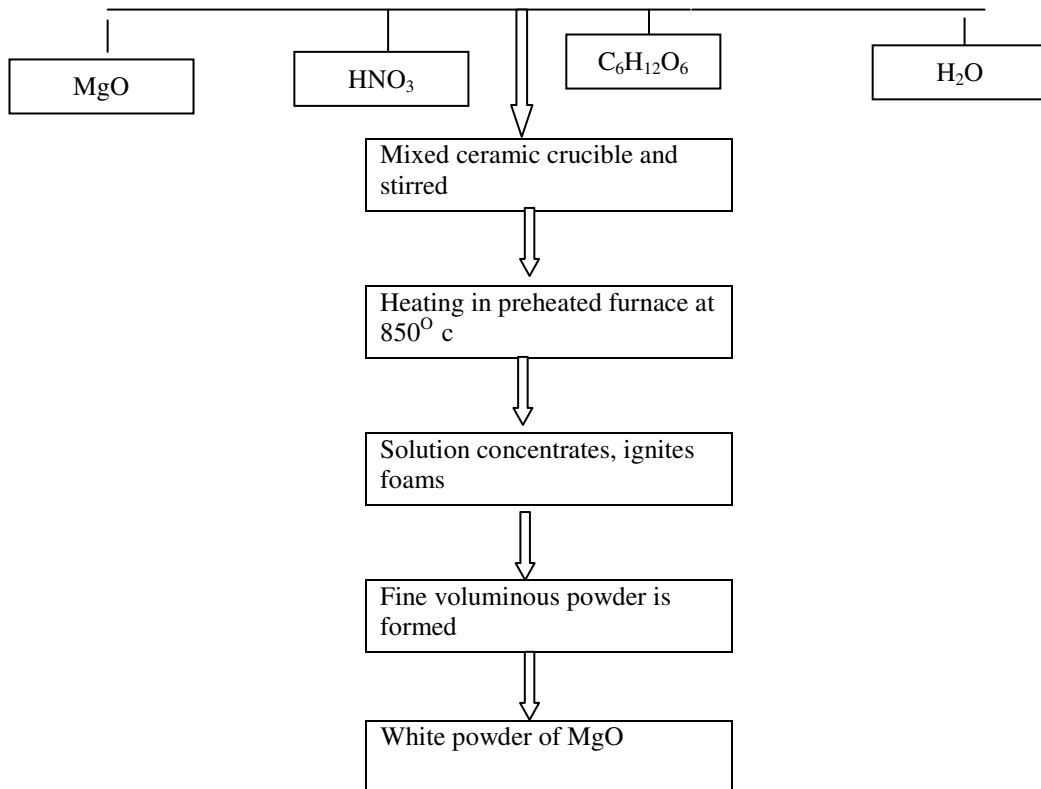 MgO
HNO₃
C₆H₁₂O₆
H₂O
Mixed ceramic crucible and
stirred
Heating in preheated furnace at
850ᴼ c
Solution concentrates, ignites
foams
Fine voluminous powder is
formed
White powder of MgO